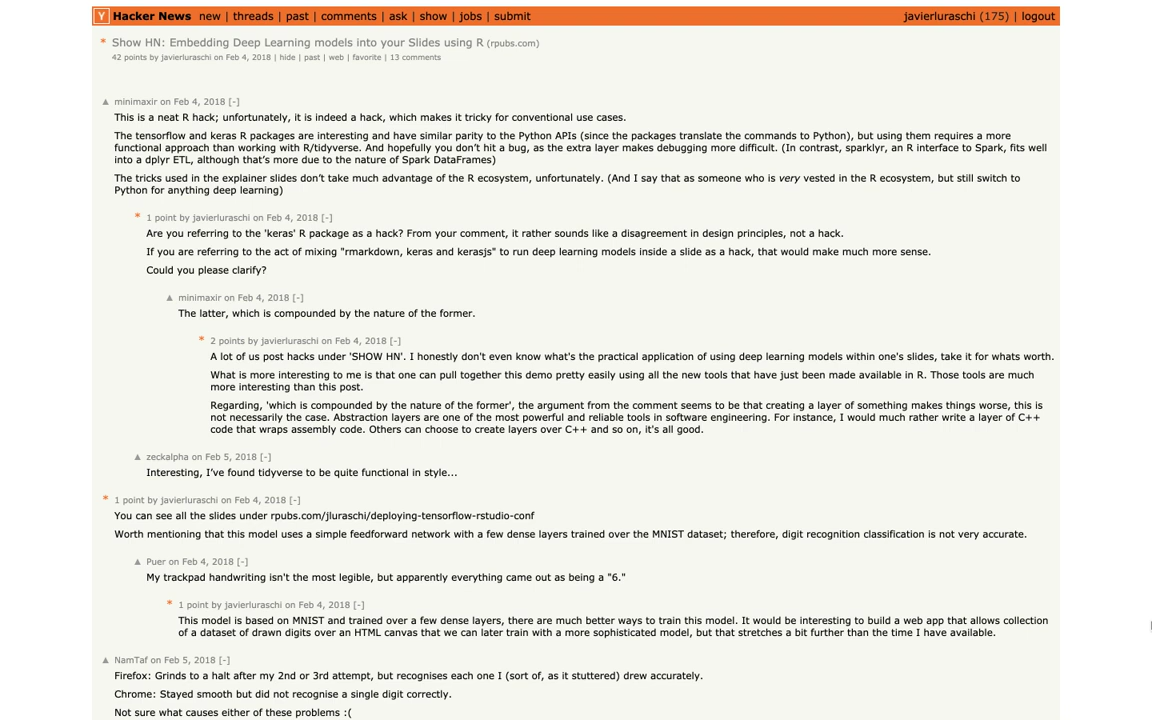 Y Hacker News new | threads | past | comments | ask | show | jobs | submit javierluraschi (175) | logout
* Show HN: Embedding Deep Learning models into your Slides using R (rpubs.com)
42 points by javierluraschi on Feb 4, 2018 | hide | past | web | favorite | 13 comments
▲ minimaxir on Feb 4, 2018 [-]
This is a neat R hack; unfortunately, it is indeed a hack, which makes it tricky for conventional use cases.
The tensorflow and keras R packages are interesting and have similar parity to the Python APIs (since the packages translate the commands to Python), but using them requires a more
functional approach than working with R/tidyverse. And hopefully you don't hit a bug, as the extra layer makes debugging more difficult. (In contrast, sparklyr, an R interface to Spark, fits well
into a dplyr ETL, although that's more due to the nature of Spark DataFrames)
The tricks used in the explainer slides don't take much advantage of the R ecosystem, unfortunately. (And I say that as someone who is very vested in the R ecosystem, but still switch to
Python for anything deep learning)
* 1 point by javierluraschi on Feb 4, 2018 [-]
Are you referring to the 'keras' R package as a hack? From your comment, it rather sounds like a disagreement in design principles, not a hack.
If you are referring to the act of mixing "rmarkdown, keras and kerasjs" to run deep learning models inside a slide as a hack, that would make much more sense.
Could you please clarify?
▲ minimaxir on Feb 4, 2018 [-]
The latter, which is compounded by the nature of the former.
* 2 points by javierluraschi on Feb 4, 2018 [-]
A lot of us post hacks under 'SHOW HN'. I honestly don't even know what's the practical application of using deep learning models within one's slides, take it for whats worth.
What is more interesting to me is that one can pull together this demo pretty easily using all the new tools that have just been made available in R. Those tools are much
more interesting than this post.
Regarding, 'which is compounded by the nature of the former', the argument from the comment seems to be that creating a layer of something makes things worse, this is
not necessarily the case. Abstraction layers are one of the most powerful and reliable tools in software engineering. For instance, I would much rather write a layer of C++
code that wraps assembly code. Others can choose to create layers over C++ and so on, it's all good.
▲ zeckalpha on Feb 5, 2018 [-]
Interesting, I've found tidyverse to be quite functional in style...
* 1 point by javierluraschi on Feb 4, 2018 [-]
You can see all the slides under rpubs.com/jluraschi/deploying-tensorflow-rstudio-conf
Worth mentioning that this model uses a simple feedforward network with a few dense layers trained over the MNIST dataset; therefore, digit recognition classification is not very accurate.
▲ Puer on Feb 4, 2018 [-]
My trackpad handwriting isn't the most legible, but apparently everything came out as being a "6."
* 1 point by javierluraschi on Feb 4, 2018 [-]
This model is based on MNIST and trained over a few dense layers, there are much better ways to train this model. It would be interesting to build a web app that allows collection
of a dataset of drawn digits over an HTML canvas that we can later train with a more sophisticated model, but that stretches a bit further than the time I have available.
▲ NamTaf on Feb 5, 2018 [-]
Firefox: Grinds to a halt after my 2nd or 3rd attempt, but recognises each one I (sort of, as it stuttered) drew accurately.
Chrome: Stayed smooth but did not recognise a single digit correctly.
Not sure what causes either of these problems :(